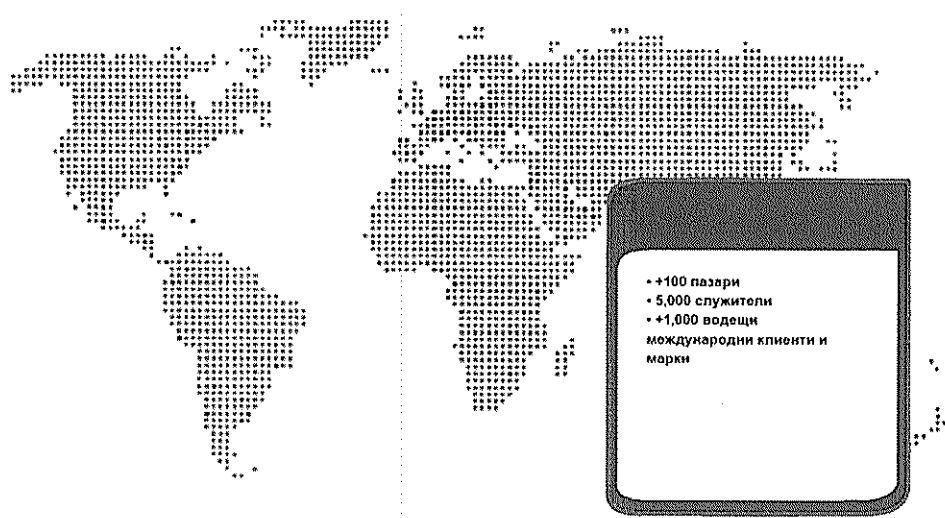 • +100 пазари
• 5,000 служители
• +1,000 водещи
международни клиенти и
марки